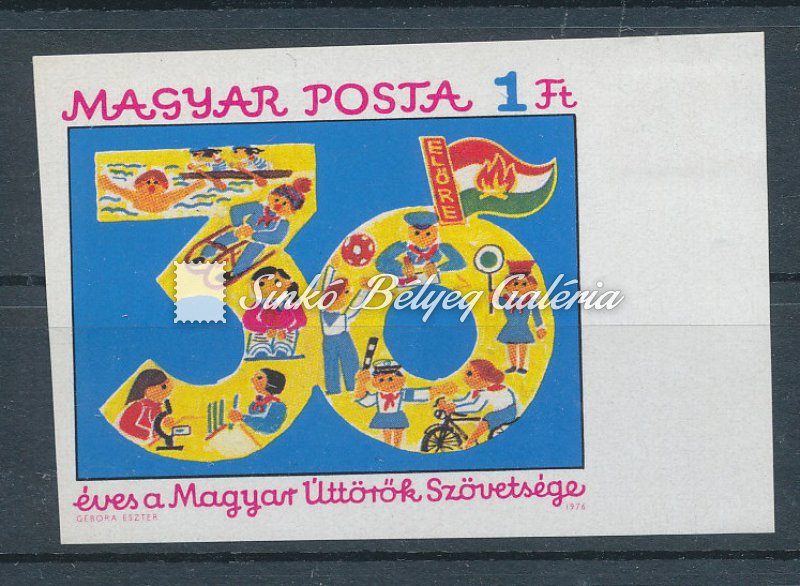 MAGYAR POSTA 1 Ft
ELŐRE
Sinkó Bélyeg Galéria
éves a Magyar Úttörők Szövetsége
GEBORA ESZTER 1976